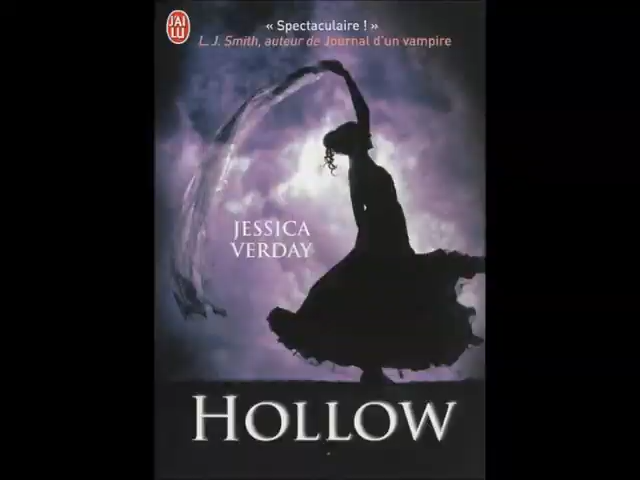 J'AI
LU
« Spectaculaire ! »
L. J. Smith, auteur de Journal d'un vampire
JESSICA
VERDAY
HOLLOW